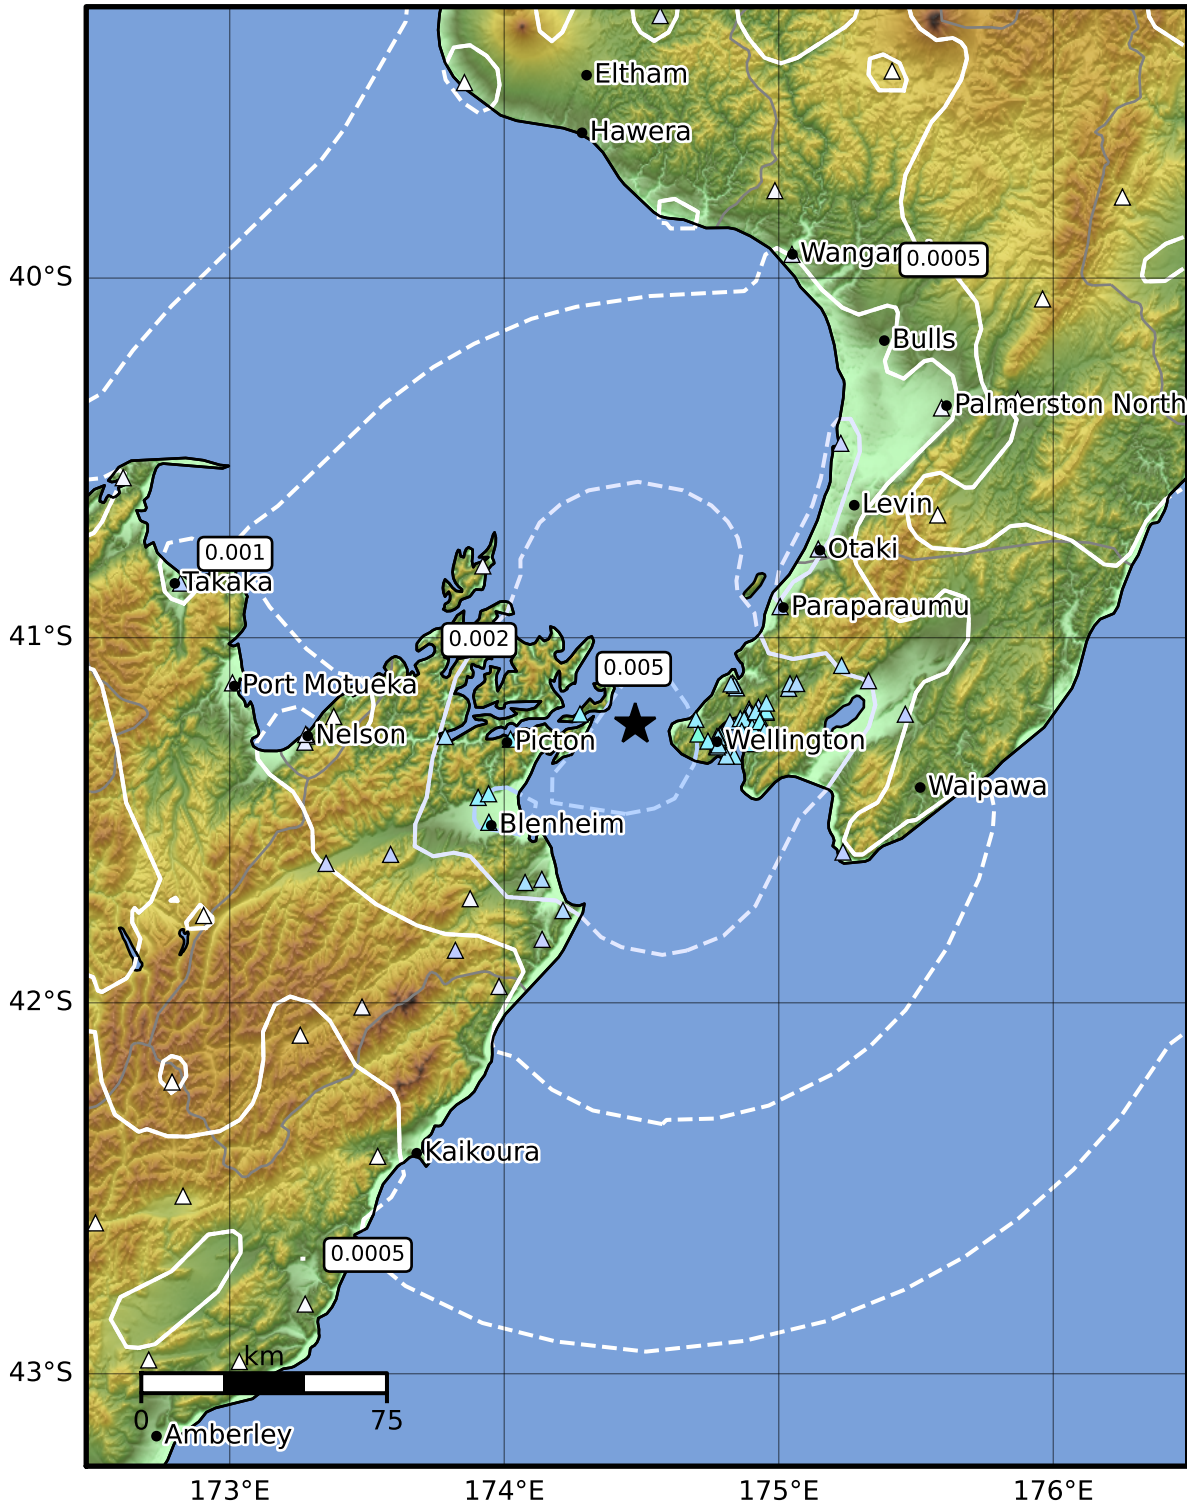 Eltham
Hawera
Wangar
0.0005
40°S
Bulls
Palmerston North
Levin
Otaki
0.001
Takaka
Paraparaumu
41°S
0.002
0.005
Port Motueka
Nelson
Picton
Wellington
Waipawa
Blenheim
42°S
Kaikoura
0.0005
km
43°S
0
75
Amberley
173°E
174°E
175°E
176°E